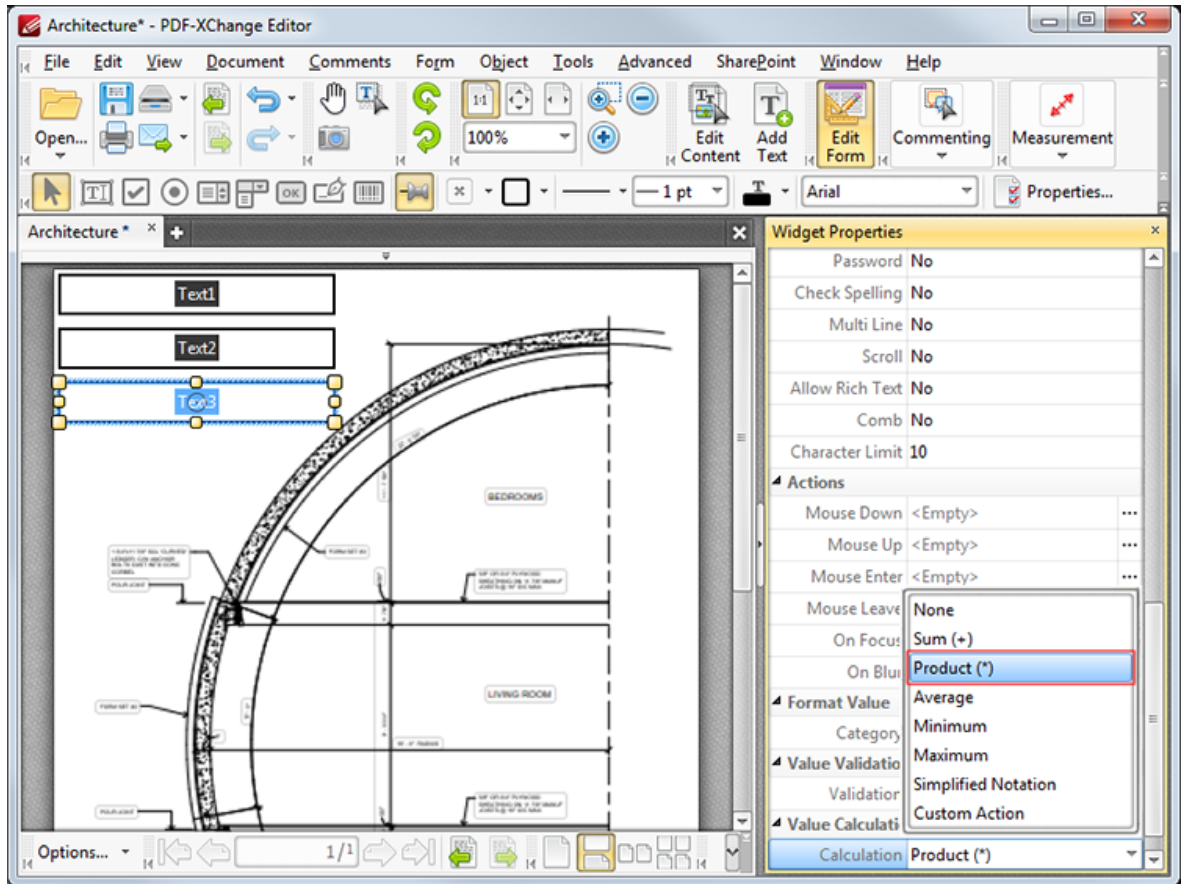 Architecture* - PDF-XChange Editor
File Edit View Document Comments Form Object Tools Advanced SharePoint Window Help
Open...
1:1
100%
Edit Content
Add Text
Edit Form
Commenting
Measurement
OK
1 pt
Arial
Properties...
Architecture *
Text1
Text2
Text3
BEDROOMS
LIVING ROOM
Options...
1/1
Widget Properties
Password No
Check Spelling No
Multi Line No
Scroll No
Allow Rich Text No
Comb No
Character Limit 10
Actions
Mouse Down <Empty> ...
Mouse Up <Empty> ...
Mouse Enter <Empty> ...
Mouse Leave
On Focus
On Blur
Format Value
Category
Value Validatio
Validation
Value Calculati
None
Sum (+)
Product (*)
Average
Minimum
Maximum
Simplified Notation
Custom Action
Calculation Product (*)